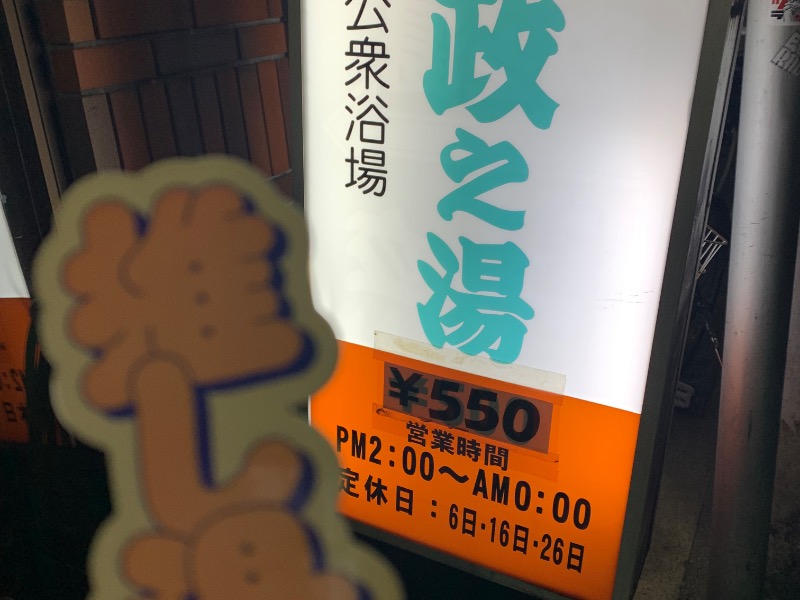 公衆浴場
政之湯
¥550
営業時間
PM2:00〜AM0:00
定休日：6日・16日・26日